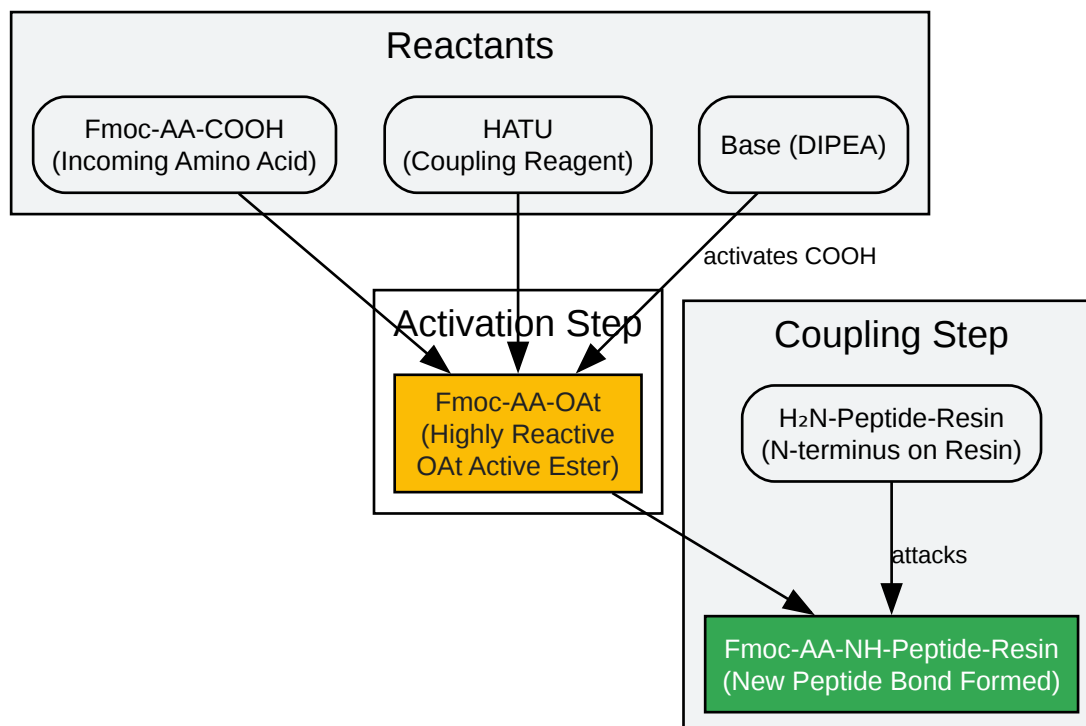 Reactants
Fmoc-AA-COOH
(Incoming Amino Acid)
HATU
(Coupling Reagent)
Base (DIPEA)
activates COOH
Activation Step
Fmoc-AA-OAt
(Highly Reactive
OAt Active Ester)
Coupling Step
H₂N-Peptide-Resin
(N-terminus on Resin)
attacks
Fmoc-AA-NH-Peptide-Resin
(New Peptide Bond Formed)